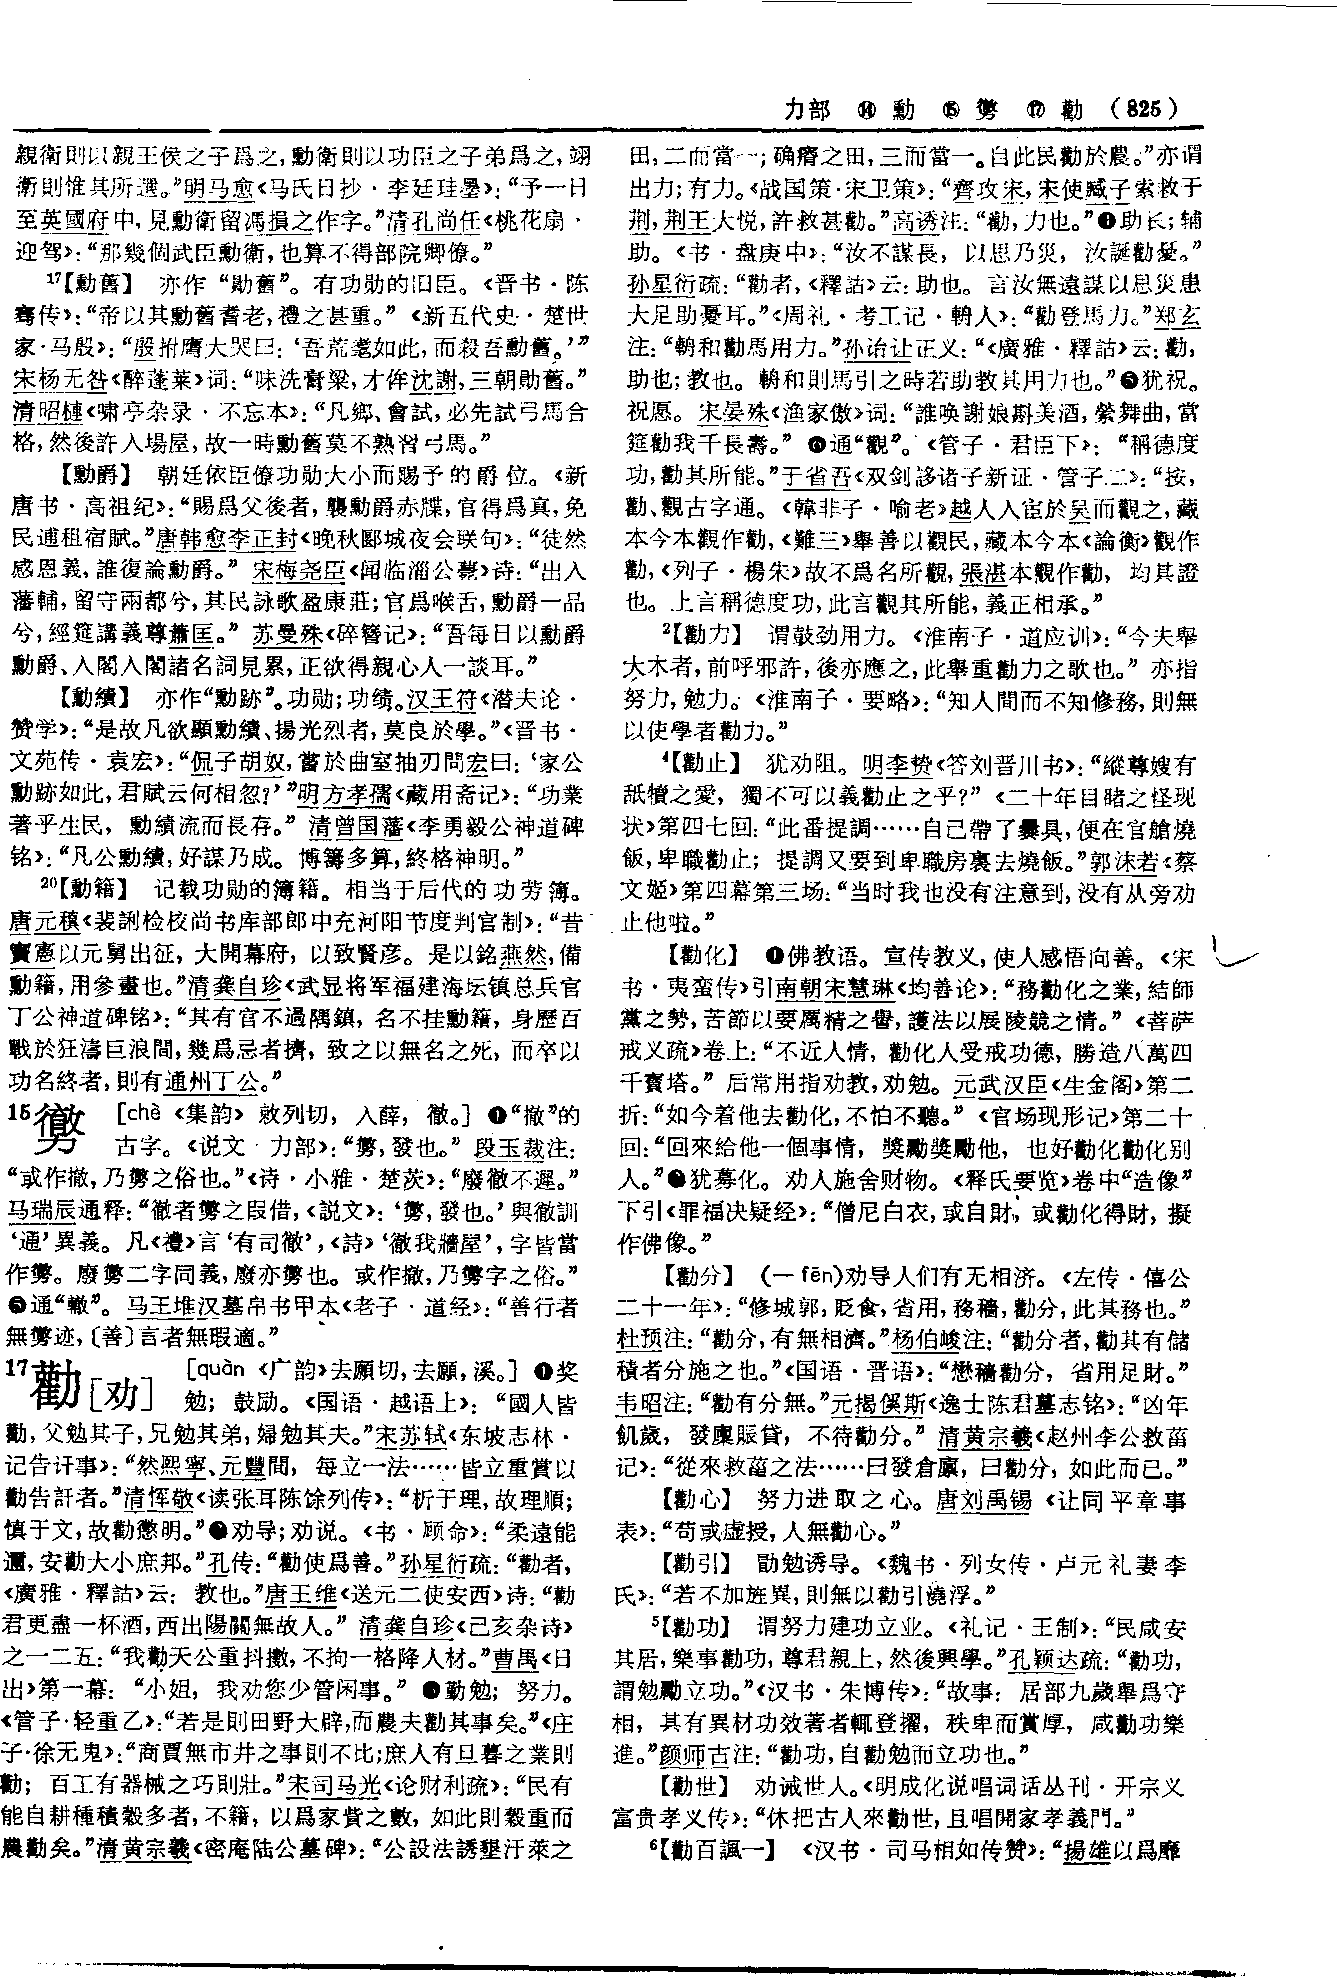 力部 ⑭勳 ⑮勶 ⑰勸 (825)
親衛則以親王侯之子爲之,勳衛則以功臣之子弟爲之,翊
衛則惟其所選。”明马愈《马氏日抄·李廷珪墨》:“予一日
至英國府中,見勳衛留馮損之作字。”清孔尚任《桃花扇·
迎驾》:“那幾個武臣勳衛,也算不得部院卿僚。”
17【勳舊】 亦作“勛舊”。有功勋的旧臣。《晋书·陈
骞传》:“帝以其勳舊耆老,禮之甚重。”《新五代史·楚世
家·马殷》:“殷拊膺大哭曰:‘吾荒耄如此,而殺吾勳舊。’”
宋杨无咎《醉蓬莱》词:“味洗膏粱,才侔沈謝,三朝勛舊。”
清昭槤《啸亭杂录·不忘本》:“凡鄉、會試,必先試弓馬合
格,然後許入場屋,故一時勳舊莫不熟習弓馬。”
【勳爵】 朝廷依臣僚功勋大小而赐予的爵位。《新
唐书·高祖纪》:“賜爲父後者,襲勳爵赤牒,官得爲真,免
民逋租宿賦。”唐韩愈李正封《晚秋郾城夜会联句》:“徒然
感恩義,誰復論勳爵。” 宋梅尧臣《闻临淄公薨》诗:“出入
藩輔,留守兩都兮,其民詠歌盈康莊;官爲喉舌,勳爵一品
兮,經筵講義尊蕭匡。” 苏曼殊《碎簪记》:“吾每日以勳爵
勳爵、入閣入閣諸名詞見累,正欲得親心人一談耳。”
【勳績】 亦作“勳跡”。功勋;功绩。汉王符《潜夫论·
赞学》:“是故凡欲顯勳績、揚光烈者,莫良於學。”《晋书·
文苑传·袁宏》:“侃子胡奴,嘗於曲室抽刃問宏曰:‘家公
勳跡如此,君賦云何相忽?’”明方孝孺《藏用斋记》:“功業
著乎生民, 勳績流而長存。” 清曾国藩《李勇毅公神道碑
铭》:“凡公勳績,好謀乃成。博籌多算,終格神明。”
20【勳籍】 记载功勋的簿籍。相当于后代的功劳簿。
唐元稹《裴詗检校尚书库部郎中充河阳节度判官制》:“昔
竇憲以元舅出征, 大開幕府, 以致賢彦。是以銘燕然,備
勳籍,用參畫也。”清龚自珍《武显将军福建海坛镇总兵官
丁公神道碑铭》:“其有官不過隅鎮, 名不挂勳籍, 身歷百
戰於狂濤巨浪間,幾爲忌者擠, 致之以無名之死, 而卒以
功名終者,則有通州丁公。”
15勶 [chè 《集韵》 敕列切, 入薛, 徹。] ❶“撤”的
古字。《说文·力部》:“勶,發也。” 段玉裁注:
“或作撤,乃勶之俗也。”《诗·小雅·楚茨》:“廢徹不遲。”
马瑞辰通释:“徹者勶之叚借,《説文》:‘勶,發也。’與徹訓
‘通’異義。凡《禮》言‘有司徹’,《詩》‘徹我牆屋’,字皆當
作勶。廢勶二字同義,廢亦勶也。或作撤,乃勶字之俗。”
❷通“轍”。马王堆汉墓帛书甲本《老子·道经》:“善行者
無勶迹,〔善〕言者無瑕適。”
17勸[劝] [quàn 《广韵》去願切,去願,溪。] ❶奖
勉; 鼓励。《国语·越语上》: “國人皆
勸,父勉其子,兄勉其弟,婦勉其夫。”宋苏轼《东坡志林·
记告讦事》:“然熙寧、元豐間, 每立一法……皆立重賞以
勸告訐者。”清恽敬《读张耳陈馀列传》:“析于理,故理順;
慎于文,故勸懲明。”❷劝导;劝说。《书·顾命》:“柔遠能
邇,安勸大小庶邦。”孔传:“勸使爲善。”孙星衍疏:“勸者,
《廣雅·釋詁》云: 教也。”唐王维《送元二使安西》诗:“勸
君更盡一杯酒,西出陽關無故人。” 清龚自珍《己亥杂诗》
之一二五:“我勸天公重抖擻,不拘一格降人材。”曹禺《日
出》第一幕: “小姐, 我劝您少管闲事。” ❸勤勉; 努力。
《管子·轻重乙》:“若是則田野大辟,而農夫勸其事矣。”《庄
子·徐无鬼》:“商賈無市井之事則不比;庶人有旦暮之業則
勸; 百工有器械之巧則壯。”宋司马光《论财利疏》:“民有
能自耕種積穀多者,不籍, 以爲家貲之數, 如此則穀重而
農勸矣。”清黄宗羲《密庵陆公墓碑》:“公設法誘墾汙萊之
田,二而當一;确瘠之田,三而當一。自此民勸於農。”亦谓
出力;有力。《战国策·宋卫策》:“齊攻宋,宋使臧子索救于
荆,荆王大悦,許救甚勸。”高诱注:“勸,力也。”❹助长;辅
助。《书·盘庚中》:“汝不謀長, 以思乃災, 汝誕勸憂。”
孙星衍疏:“勸者,《釋詁》云:助也。言汝無遠謀以思災患
大足助憂耳。”《周礼·考工记·輈人》:“勸登馬力。”郑玄
注:“輈和勸馬用力。”孙诒让正义:“《廣雅·釋詁》云:勸,
助也;教也。輈和則馬引之時若助教其用力也。”❺犹祝。
祝愿。宋晏殊《渔家傲》词:“誰唤謝娘斟美酒,縈舞曲,當
筵勸我千長壽。” ❻通“觀”。《管子·君臣下》: “稱德度
功,勸其所能。”于省吾《双剑誃诸子新证·管子二》:“按,
勸、觀古字通。《韓非子·喻老》越人入宦於吴而觀之,藏
本今本觀作勸,《難三》舉善以觀民,藏本今本《論衡》觀作
勸,《列子·楊朱》故不爲名所觀,張湛本觀作勸, 均其證
也。上言稱德度功,此言觀其所能,義正相承。”
2【勸力】 谓鼓劲用力。《淮南子·道应训》:“今夫舉
大木者,前呼邪許,後亦應之,此舉重勸力之歌也。” 亦指
努力,勉力。《淮南子·要略》:“知人間而不知修務,則無
以使學者勸力。”
4【勸止】 犹劝阻。明李贽《答刘晋川书》:“縱尊嫂有
舐犢之愛, 獨不可以義勸止之乎?” 《二十年目睹之怪现
状》第四七回:“此番提調……自己帶了爨具,便在官艙燒
飯,卑職勸止; 提調又要到卑職房裏去燒飯。”郭沫若《蔡
文姬》第四幕第三场:“当时我也没有注意到,没有从旁劝
止他啦。”
【勸化】 ❶佛教语。宣传教义,使人感悟向善。《宋
书·夷蛮传》引南朝宋慧琳《均善论》:“務勸化之業,結師
黨之勢,苦節以要厲精之譽,護法以展陵競之情。” 《菩萨
戒义疏》卷上:“不近人情, 勸化人受戒功德, 勝造八萬四
千寶塔。” 后常用指劝教,劝勉。元武汉臣《生金阁》第二
折:“如今着他去勸化,不怕不聽。” 《官场现形记》第二十
回:“回來给他一個事情, 獎勵獎勵他, 也好勸化勸化别
人。”❷犹募化。劝人施舍财物。《释氏要览》卷中“造像”
下引《罪福决疑经》:“僧尼白衣,或自財, 或勸化得財, 擬
作佛像。”
【勸分】 (一fēn)劝导人们有无相济。《左传·僖公
二十一年》:“修城郭,貶食,省用,務穡,勸分,此其務也。”
杜预注:“勸分,有無相濟。”杨伯峻注:“勸分者,勸其有儲
積者分施之也。”《国语·晋语》:“懋穡勸分, 省用足財。”
韦昭注:“勸有分無。”元揭傒斯《逸士陈君墓志铭》:“凶年
飢歲, 發廩賑貸, 不待勸分。” 清黄宗羲《赵州李公救菑
记》:“從來救菑之法……曰發倉廩, 曰勸分, 如此而已。”
【勸心】 努力进取之心。唐刘禹锡《让同平章事
表》:“苟或虚授,人無勸心。”
【勸引】 勖勉诱导。《魏书·列女传·卢元礼妻李
氏》:“若不加旌異,則無以勸引澆浮。”
5【勸功】 谓努力建功立业。《礼记·王制》:“民咸安
其居,樂事勸功,尊君親上,然後興學。”孔颖达疏:“勸功,
謂勉勵立功。”《汉书·朱博传》:“故事: 居部九歲舉爲守
相, 其有異材功效著者輒登擢, 秩卑而賞厚, 咸勸功樂
進。”颜师古注:“勸功,自勸勉而立功也。”
【勸世】 劝诫世人。《明成化说唱词话丛刊·开宗义
富贵孝义传》:“休把古人來勸世,且唱開家孝義門。”
6【勸百諷一】 《汉书·司马相如传赞》:“揚雄以爲靡